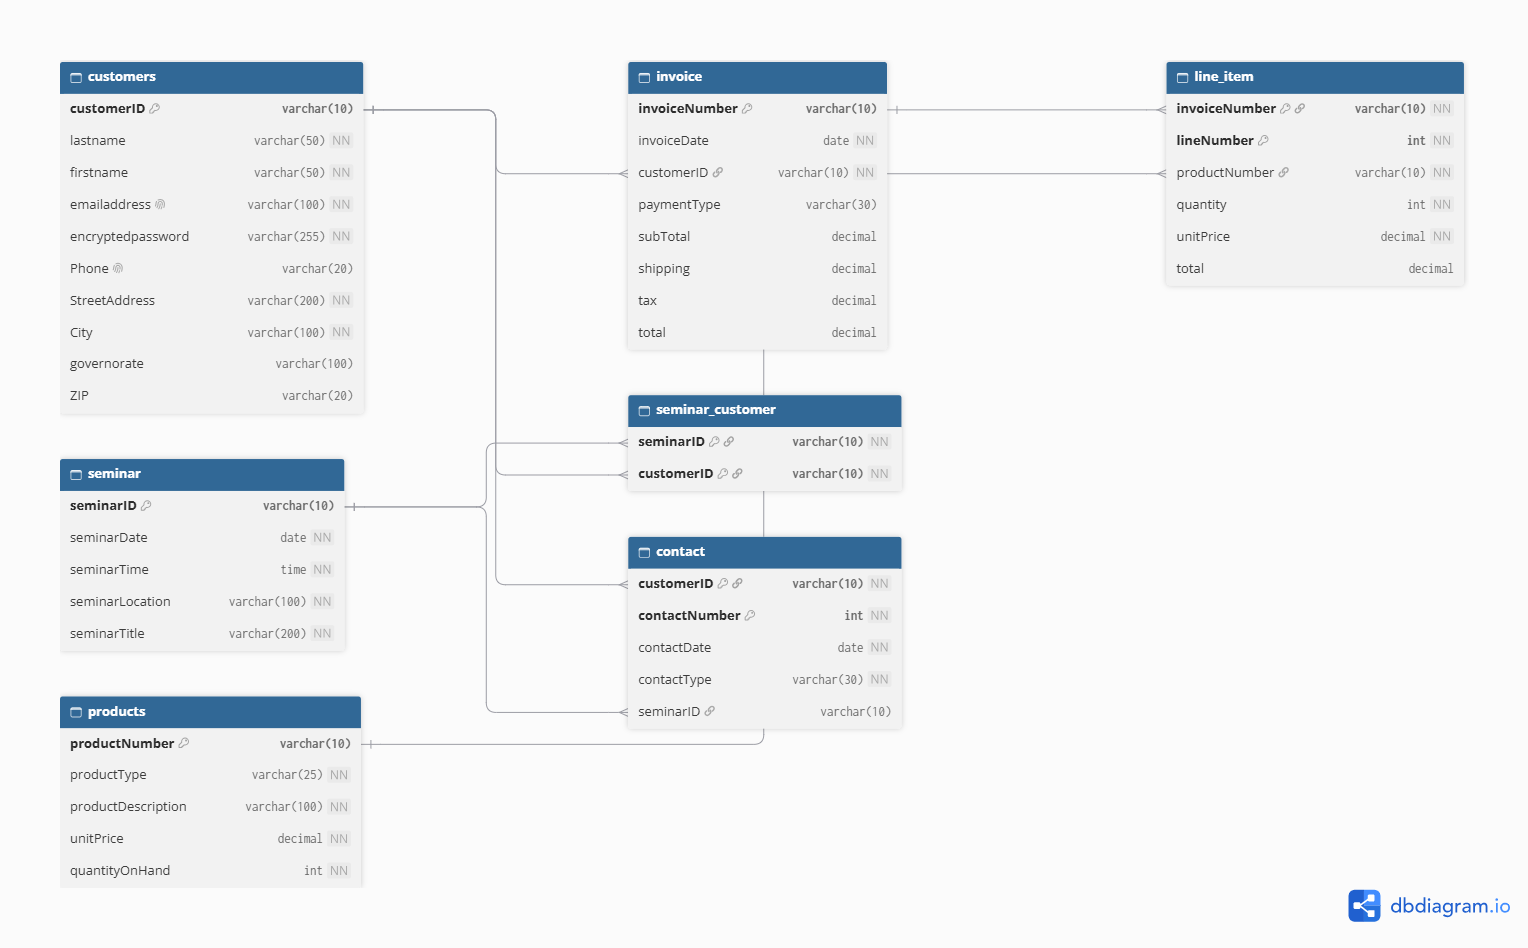 customers
customerID varchar(10)
lastname varchar(50) NN
firstname varchar(50) NN
emailaddress varchar(100) NN
encryptedpassword varchar(255) NN
Phone varchar(20)
StreetAddress varchar(200) NN
City varchar(100) NN
governorate varchar(100)
ZIP varchar(20)
seminar
seminarID varchar(10)
seminarDate date NN
seminarTime time NN
seminarLocation varchar(100) NN
seminarTitle varchar(200) NN
products
productNumber varchar(10)
productType varchar(25) NN
productDescription varchar(100) NN
unitPrice decimal NN
quantityOnHand int NN
invoice
invoiceNumber varchar(10)
invoiceDate date NN
customerID varchar(10) NN
paymentType varchar(30)
subTotal decimal
shipping decimal
tax decimal
total decimal
seminar_customer
seminarID varchar(10) NN
customerID varchar(10) NN
contact
customerID varchar(10) NN
contactNumber int NN
contactDate date NN
contactType varchar(30) NN
seminarID varchar(10)
line_item
invoiceNumber varchar(10) NN
lineNumber int NN
productNumber varchar(10) NN
quantity int NN
unitPrice decimal NN
total decimal
dbdiagram.io